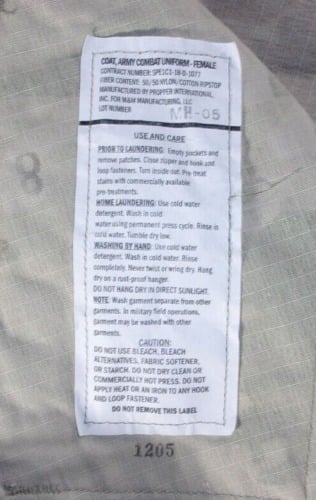 COAT, ARMY COMBAT UNIFORM - FEMALE
CONTRACT NUMBER: SPE1C1-18-D-1077
FIBER CONTENT: 50/50 NYLON/COTTON RIPSTOP
MANUFACTURED BY PROPPER INTERNATIONAL,
INC. FOR M&M MANUFACTURING, LLC
LOT NUMBER: MH-05
USE AND CARE
PRIOR TO LAUNDERING: Empty pockets and
remove patches. Close zipper and hook and
loop fasteners. Turn inside out. Pre-treat
stains with commercially available
pre-treatments.
HOME LAUNDERING: Use cold water
detergent. Wash in cold
water using permanent press cycle. Rinse in
cold water. Tumble dry low.
WASHING BY HAND: Use cold water
detergent. Wash in cold water. Rinse
completely. Never twist or wring dry. Hang
dry on a rust-proof hanger.
DO NOT HANG DRY IN DIRECT SUNLIGHT.
NOTE: Wash garment separate from other
garments. In military field operations,
garment may be washed with other
garments.
CAUTION:
DO NOT USE BLEACH, BLEACH
ALTERNATIVES, FABRIC SOFTENER,
OR STARCH. DO NOT DRY CLEAN OR
COMMERCIALLY HOT PRESS. DO NOT
APPLY HEAT OR AN IRON TO ANY HOOK
AND LOOP FASTENER.
DO NOT REMOVE THIS LABEL
1205
8